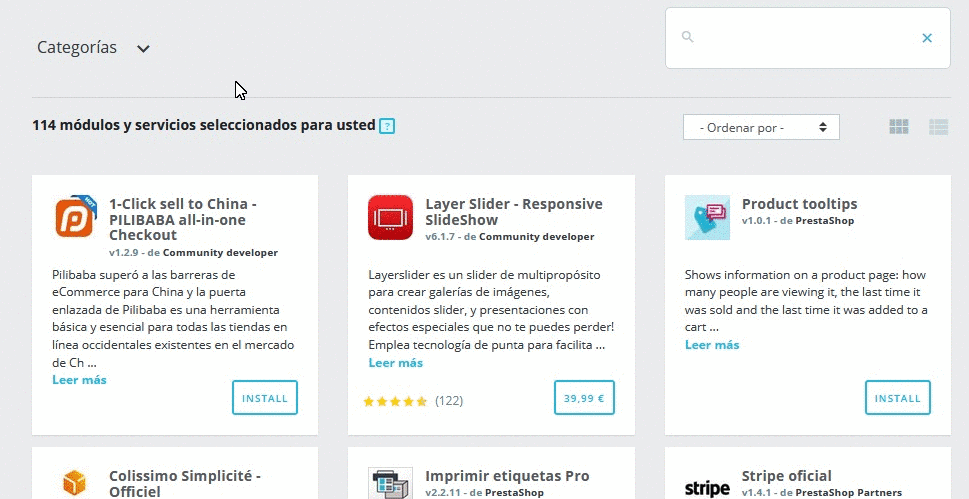 Categorías
114 módulos y servicios seleccionados para usted ?
- Ordenar por -
HOT
1-Click sell to China -
PILIBABA all-in-one
Checkout
v1.2.9 - de Community developer
Pilibaba superó a las barreras de
eCommerce para China y la puerta
enlazada de Pilibaba es una herramienta
básica y esencial para todas las tiendas en
línea occidentales existentes en el mercado
de Ch ...
Leer más
INSTALL
Layer Slider - Responsive
SlideShow
v6.1.7 - de Community developer
Layerslider es un slider de multipropósito
para crear galerías de imágenes,
contenidos slider, y presentaciones con
efectos especiales que no te puedes perder!
Emplea tecnología de punta para facilita ...
Leer más
(122)
39,99 €
Product tooltips
v1.0.1 - de PrestaShop
Shows information on a product page: how
many people are viewing it, the last time it
was sold and the last time it was added to a
cart ...
Leer más
INSTALL
Colissimo Simplicité -
Officiel
Imprimir etiquetas Pro
v2.2.11 - de PrestaShop
stripe
Stripe oficial
v1.4.1 - de PrestaShop Partners